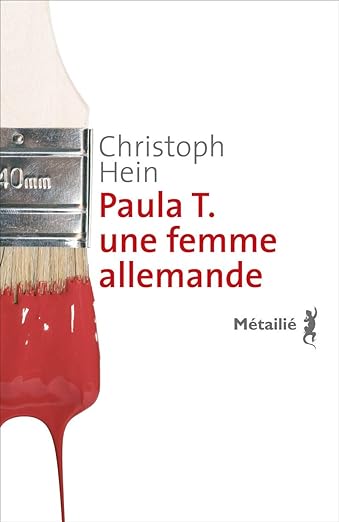 40mm
Christoph
Hein
Paula T.
une femme
allemande
Métailié